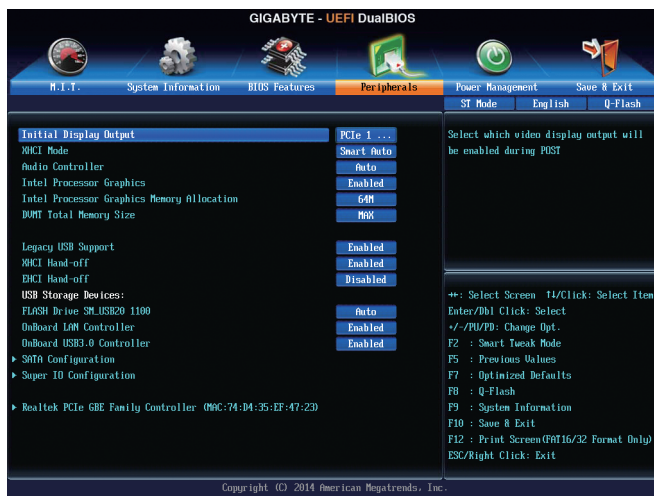 GIGABYTE - UEFI DualBIOS
M.I.T.
System Information
BIOS Features
Peripherals
Power Management
Save & Exit
ST Mode
English
Q-Flash
Initial Display Output PCIe 1 ...
XHCI Mode Smart Auto
Audio Controller Auto
Intel Processor Graphics Enabled
Intel Processor Graphics Memory Allocation 64M
DVMT Total Memory Size MAX
Legacy USB Support Enabled
XHCI Hand-off Enabled
EHCI Hand-off Disabled
USB Storage Devices:
FLASH Drive SM_USB20 1100 Auto
OnBoard LAN Controller Enabled
OnBoard USB3.0 Controller Enabled
SATA Configuration
Super IO Configuration
Realtek PCIe GBE Family Controller (MAC:74:D4:35:EF:47:23)
Select which video display output will
be enabled during POST
↔: Select Screen ↑↓/Click: Select Item
Enter/Dbl Click: Select
+/-/PU/PD: Change Opt.
F2 : Smart Tweak Mode
F5 : Previous Values
F7 : Optimized Defaults
F8 : Q-Flash
F9 : System Information
F10 : Save & Exit
F12 : Print Screen(FAT16/32 Format Only)
ESC/Right Click: Exit
Copyright (C) 2014 American Megatrends, Inc.